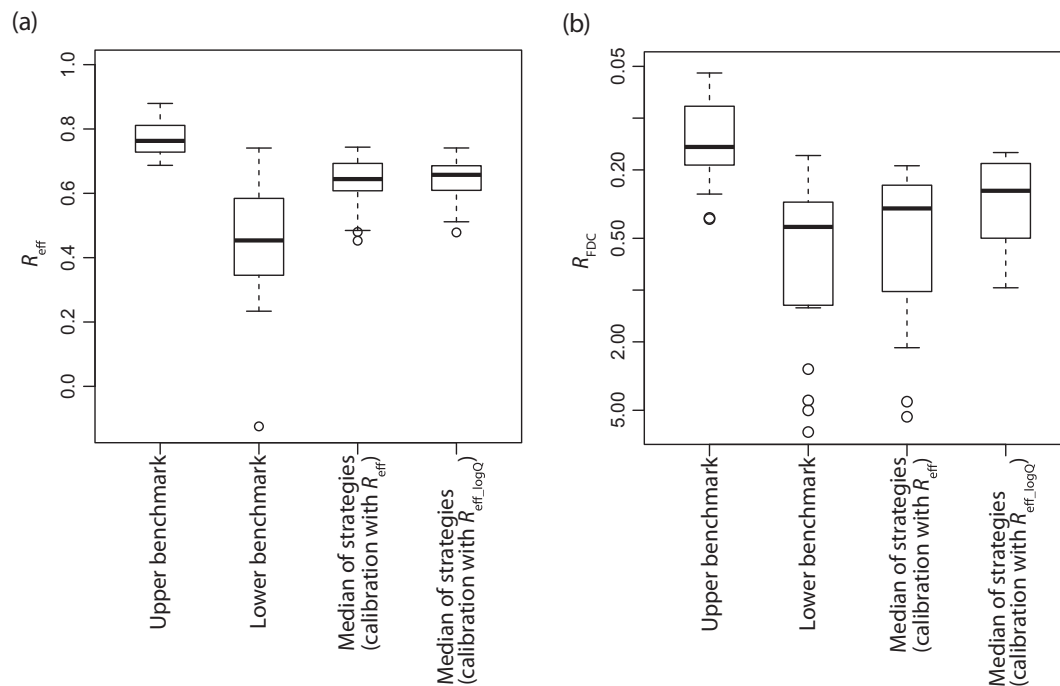 (a)
1.0
0.8
0.6
0.4
0.2
0.0
R_eff
Upper benchmark
Lower benchmark
Median of strategies
(calibration with R_eff)
Median of strategies
(calibration with R_eff_logQ)
(b)
0.05
0.20
0.50
2.00
5.00
R_FDC
Upper benchmark
Lower benchmark
Median of strategies
(calibration with R_eff)
Median of strategies
(calibration with R_eff_logQ)